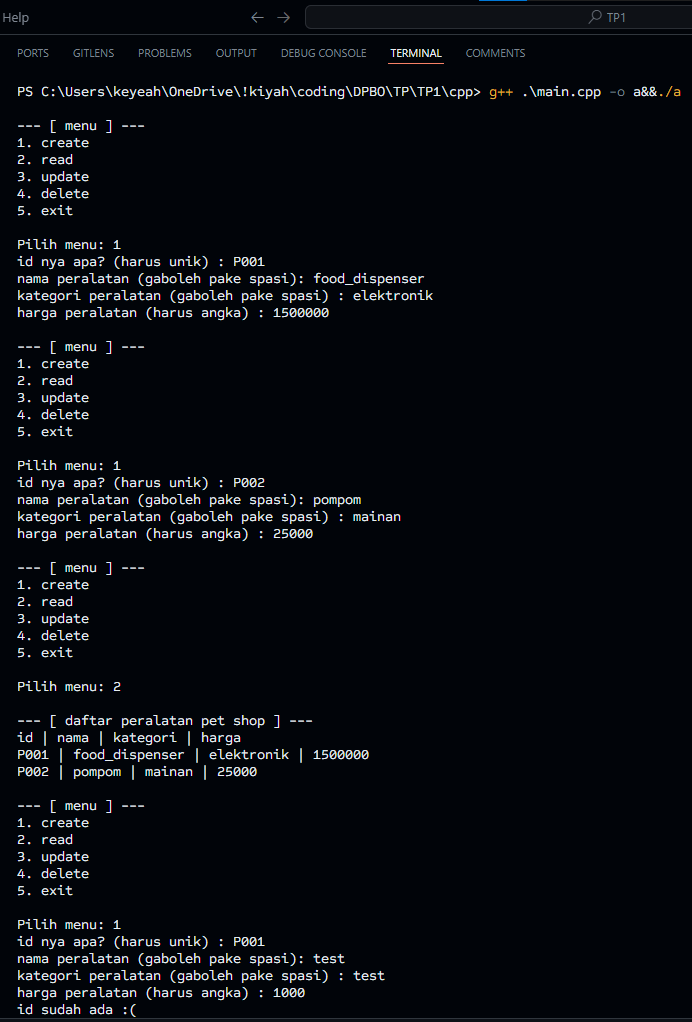 Help
TP1
PORTS GITLENS PROBLEMS OUTPUT DEBUG CONSOLE TERMINAL COMMENTS
PS C:\Users\keyeah\OneDrive\!kiyah\coding\DPBO\TP\TP1\cpp> g++ .\main.cpp -o a&&./a
--- [ menu ] ---
1. create
2. read
3. update
4. delete
5. exit
Pilih menu: 1
id nya apa? (harus unik) : P001
nama peralatan (gaboleh pake spasi): food_dispenser
kategori peralatan (gaboleh pake spasi) : elektronik
harga peralatan (harus angka) : 1500000
--- [ menu ] ---
1. create
2. read
3. update
4. delete
5. exit
Pilih menu: 1
id nya apa? (harus unik) : P002
nama peralatan (gaboleh pake spasi): pompom
kategori peralatan (gaboleh pake spasi) : mainan
harga peralatan (harus angka) : 25000
--- [ menu ] ---
1. create
2. read
3. update
4. delete
5. exit
Pilih menu: 2
--- [ daftar peralatan pet shop ] ---
id | nama | kategori | harga
P001 | food_dispenser | elektronik | 1500000
P002 | pompom | mainan | 25000
--- [ menu ] ---
1. create
2. read
3. update
4. delete
5. exit
Pilih menu: 1
id nya apa? (harus unik) : P001
nama peralatan (gaboleh pake spasi): test
kategori peralatan (gaboleh pake spasi) : test
harga peralatan (harus angka) : 1000
id sudah ada :(